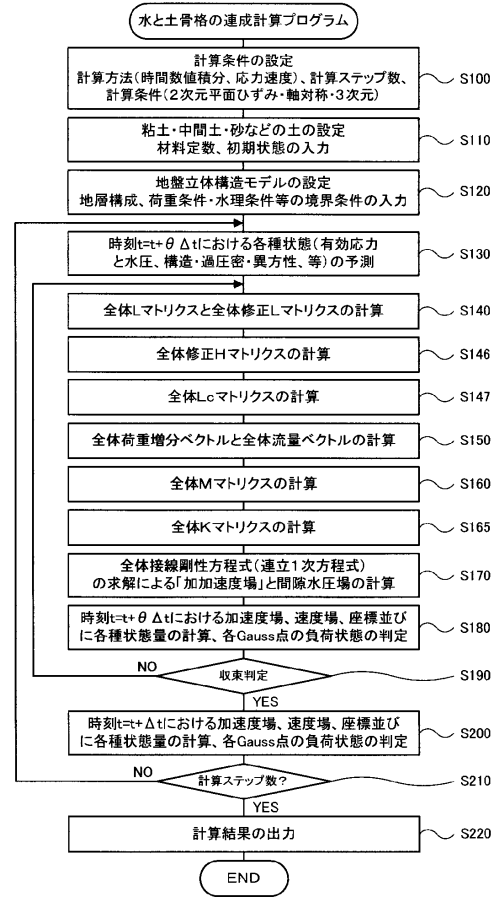 水と土骨格の連成計算プログラム
計算条件の設定
計算方法(時間数値積分、応力速度)、計算ステップ数、
計算条件(2次元平面ひずみ・軸対称・3次元)
S100
粘土・中間土・砂などの土の設定
材料定数、初期状態の入力
S110
地盤立体構造モデルの設定
地層構成、荷重条件・水理条件等の境界条件の入力
S120
時刻t=t+θΔtにおける各種状態(有効応力
と水圧、構造・過圧密・異方性、等)の予測
S130
全体Lマトリクスと全体修正Lマトリクスの計算
S140
全体修正Hマトリクスの計算
S146
全体Lcマトリクスの計算
S147
全体荷重増分ベクトルと全体流量ベクトルの計算
S150
全体Mマトリクスの計算
S160
全体Kマトリクスの計算
S165
全体接線剛性方程式(連立1次方程式)
の求解による「加加速度場」と間隙水圧場の計算
S170
時刻t=t+θΔtにおける加速度場、速度場、座標並び
に各種状態量の計算、各Gauss点の負荷状態の判定
S180
NO
収束判定
S190
YES
時刻t=t+Δtにおける加速度場、速度場、座標並び
に各種状態量の計算、各Gauss点の負荷状態の判定
S200
NO
計算ステップ数?
S210
YES
計算結果の出力
S220
END